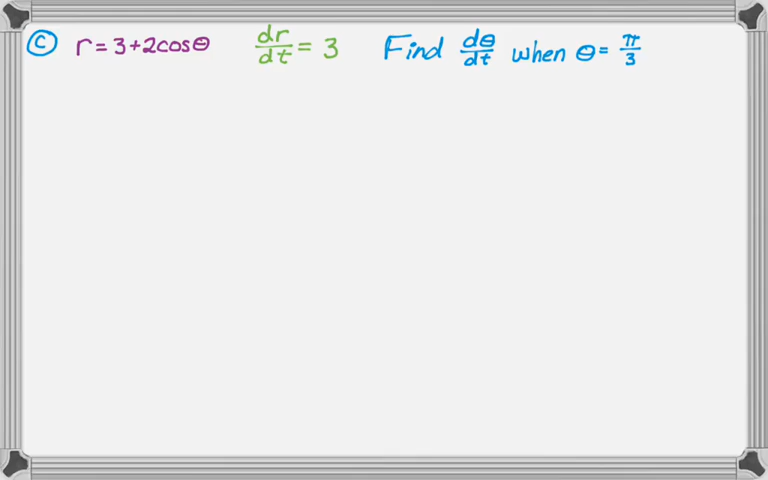 Ⓒ r = 3+2cosθ dr/dt = 3 Find dθ/dt when θ = π/3